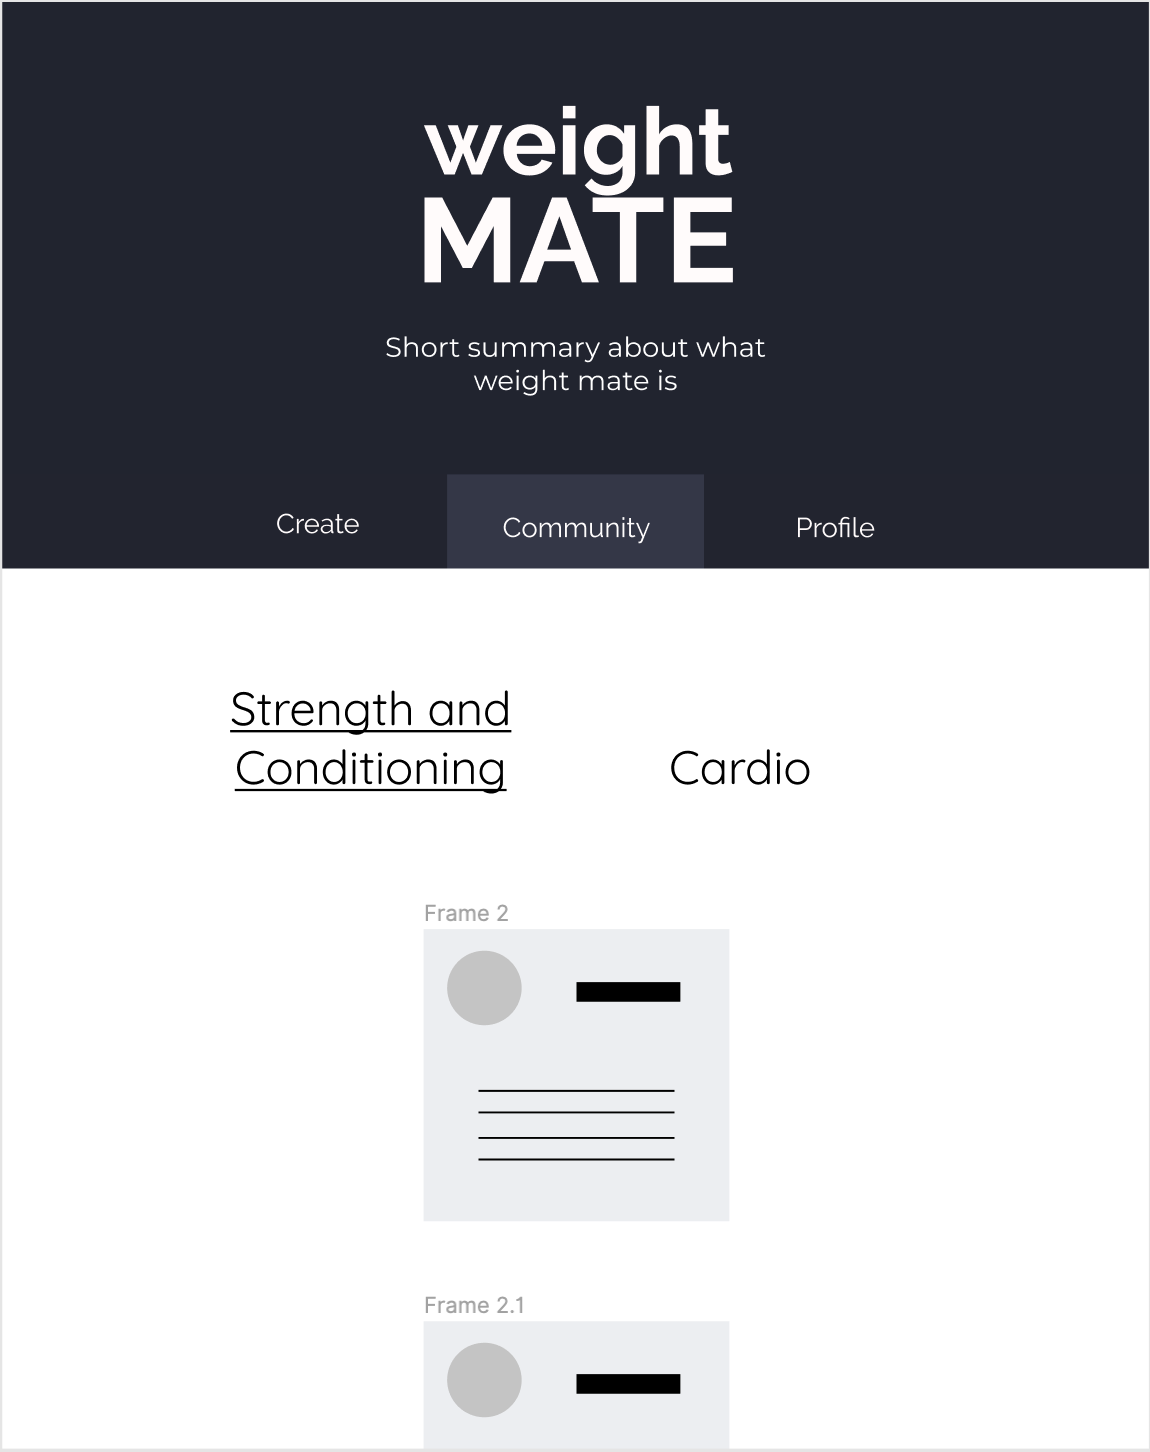 weight
MATE
Short summary about what
weight mate is
Create
Community
Profile
Strength and
Conditioning
Cardio
Frame 2
Frame 2.1